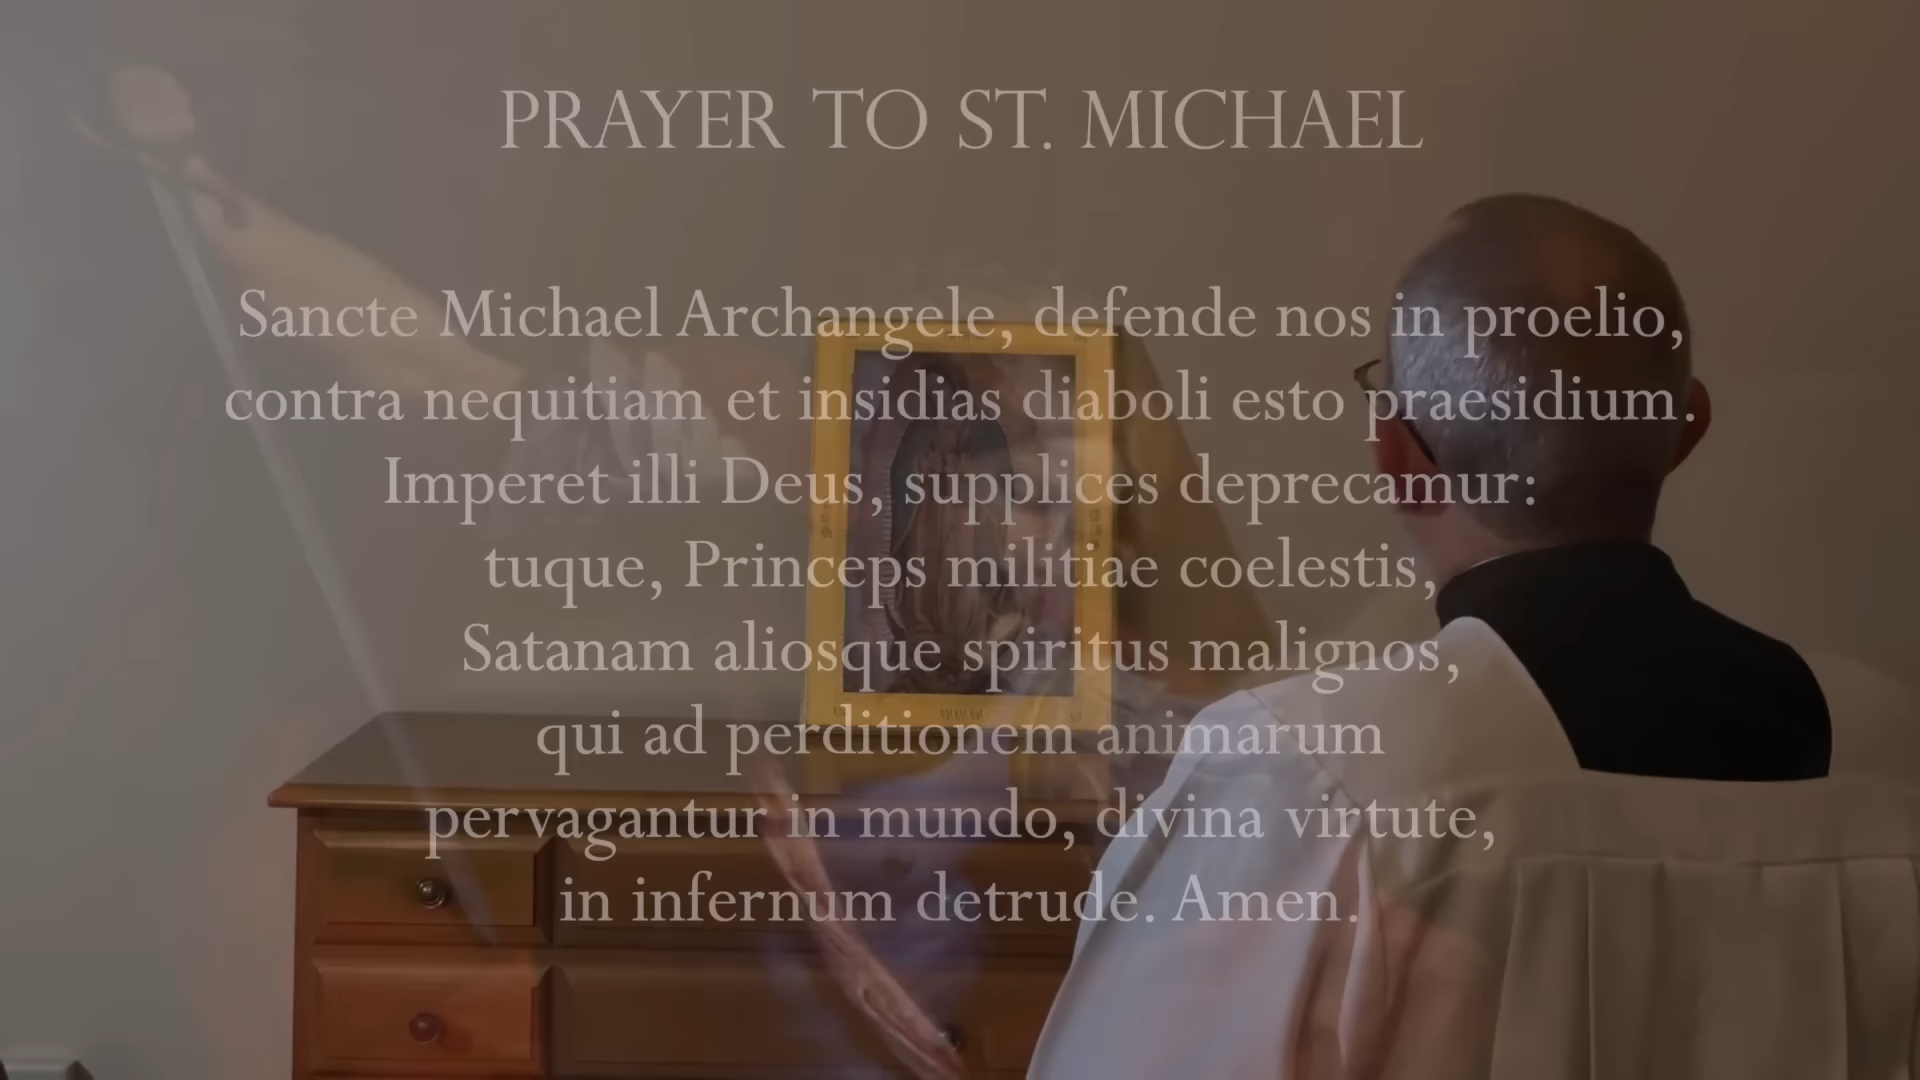 PRAYER TO ST. MICHAEL
Sancte Michael Archangele, defende nos in proelio,
contra nequitiam et insidias diaboli esto praesidium.
Imperet illi Deus, supplices deprecamur:
tuque, Princeps militiae coelestis,
Satanam aliosque spiritus malignos,
qui ad perditionem animarum
pervagantur in mundo, divina virtute,
in infernum detrude. Amen.